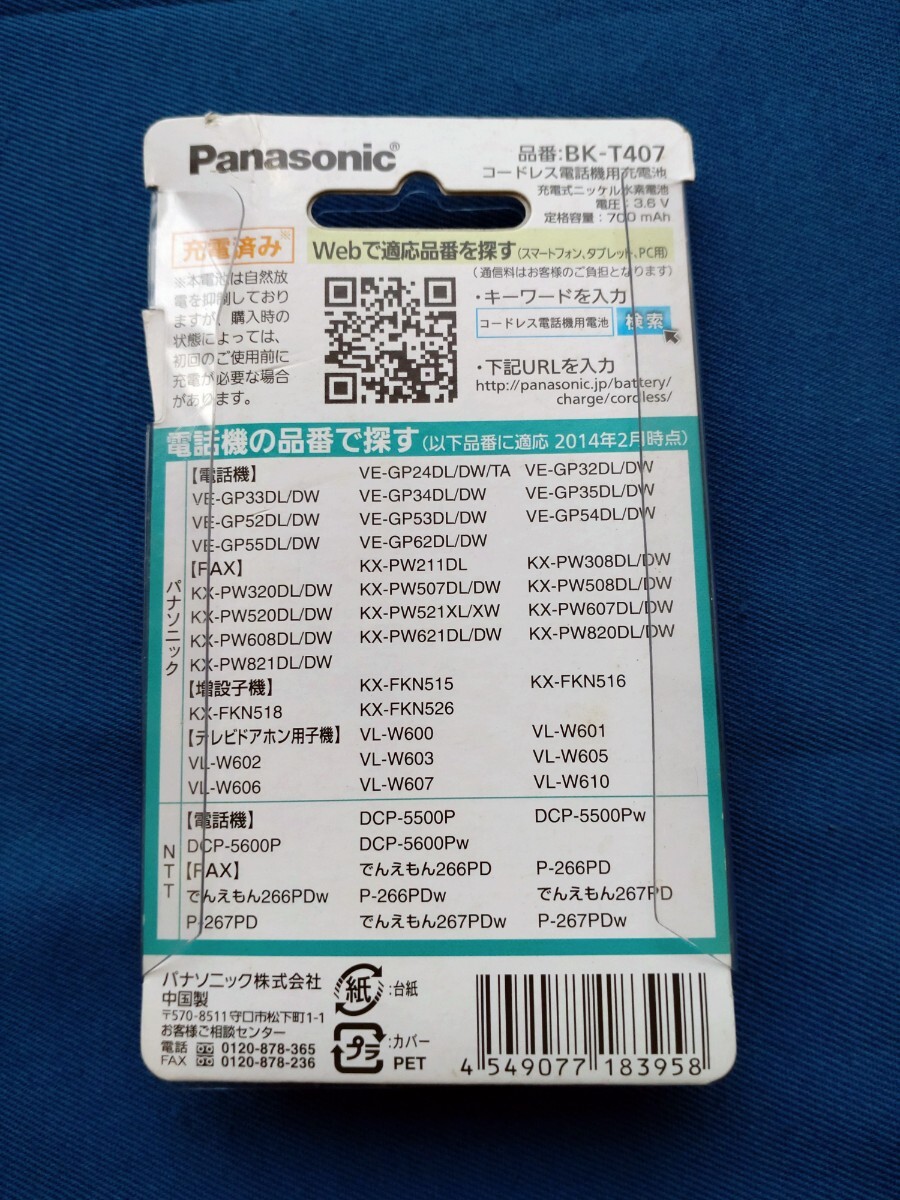 Panasonic®
品番:BK-T407
コードレス電話機用充電池
充電式ニッケル水素電池
電圧：3.6 V
定格容量：700 mAh
充電済み※
※本電池は自然放
電を抑制しており
ますが、購入時の
状態によっては、
初回のご使用前に
充電が必要な場合
があります。
Webで適応品番を探す(スマートフォン、タブレット、PC用)
(通信料はお客様のご負担となります)
・キーワードを入力
コードレス電話機用電池 検索
・下記URLを入力
http://panasonic.jp/battery/
charge/cordless/
電話機の品番で探す(以下品番に適応 2014年2月時点)
パナソニック
【電話機】 VE-GP24DL/DW/TA VE-GP32DL/DW
VE-GP33DL/DW VE-GP34DL/DW VE-GP35DL/DW
VE-GP52DL/DW VE-GP53DL/DW VE-GP54DL/DW
VE-GP55DL/DW VE-GP62DL/DW
【FAX】 KX-PW211DL KX-PW308DL/DW
KX-PW320DL/DW KX-PW507DL/DW KX-PW508DL/DW
KX-PW520DL/DW KX-PW521XL/XW KX-PW607DL/DW
KX-PW608DL/DW KX-PW621DL/DW KX-PW820DL/DW
KX-PW821DL/DW
【増設子機】 KX-FKN515 KX-FKN516
KX-FKN518 KX-FKN526
【テレビドアホン用子機】 VL-W600 VL-W601
VL-W602 VL-W603 VL-W605
VL-W606 VL-W607 VL-W610
NTT
【電話機】 DCP-5500P DCP-5500Pw
DCP-5600P DCP-5600Pw
【FAX】 でんえもん266PD P-266PD
でんえもん266PDw P-266PDw でんえもん267PD
P-267PD でんえもん267PDw P-267PDw
パナソニック株式会社
中国製
〒570-8511 守口市松下町1-1
お客様ご相談センター
電話 0120-878-365
FAX 0120-878-236
紙 :台紙
プラ :カバー
PET
4 549077 183958